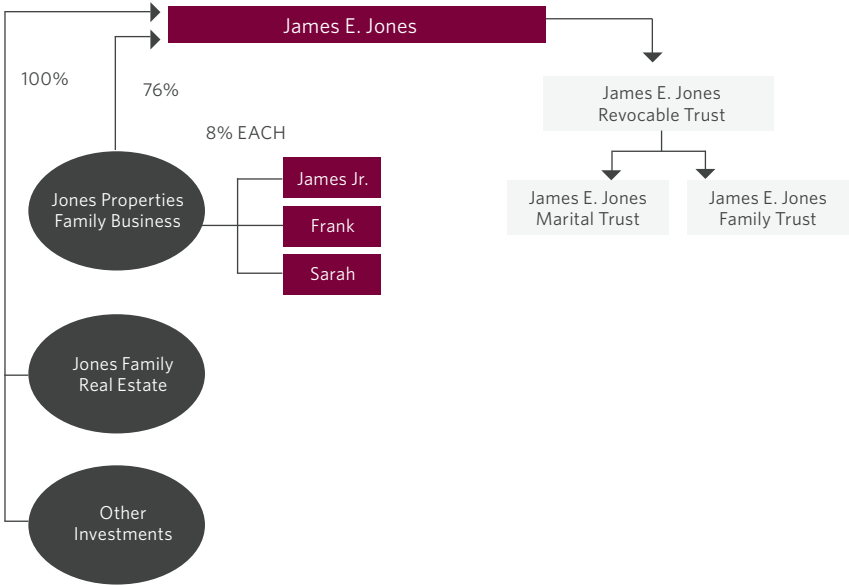 James E. Jones
100%
76%
8% EACH
James E. Jones
Revocable Trust
Jones Properties
Family Business
James Jr.
Frank
Sarah
James E. Jones
Marital Trust
James E. Jones
Family Trust
Jones Family
Real Estate
Other
Investments